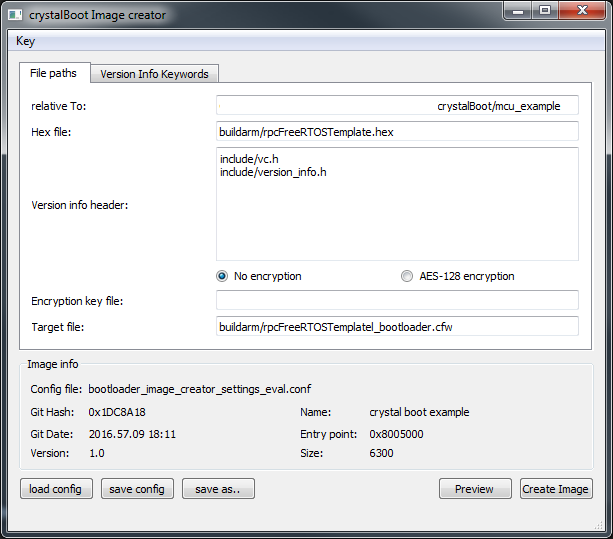 crystalBoot Image creator
Key
File paths
Version Info Keywords
relative To:
crystalBoot/mcu_example
Hex file:
buildarm/rpcFreeRTOSTemplate.hex
Version info header:
include/vc.h
include/version_info.h
No encryption
AES-128 encryption
Encryption key file:
Target file:
buildarm/rpcFreeRTOSTemplatel_bootloader.cfw
Image info
Config file: bootloader_image_creator_settings_eval.conf
Git Hash: 0x1DC8A18
Name: crystal boot example
Git Date: 2016.57.09 18:11
Entry point: 0x8005000
Version: 1.0
Size: 6300
load config
save config
save as..
Preview
Create Image